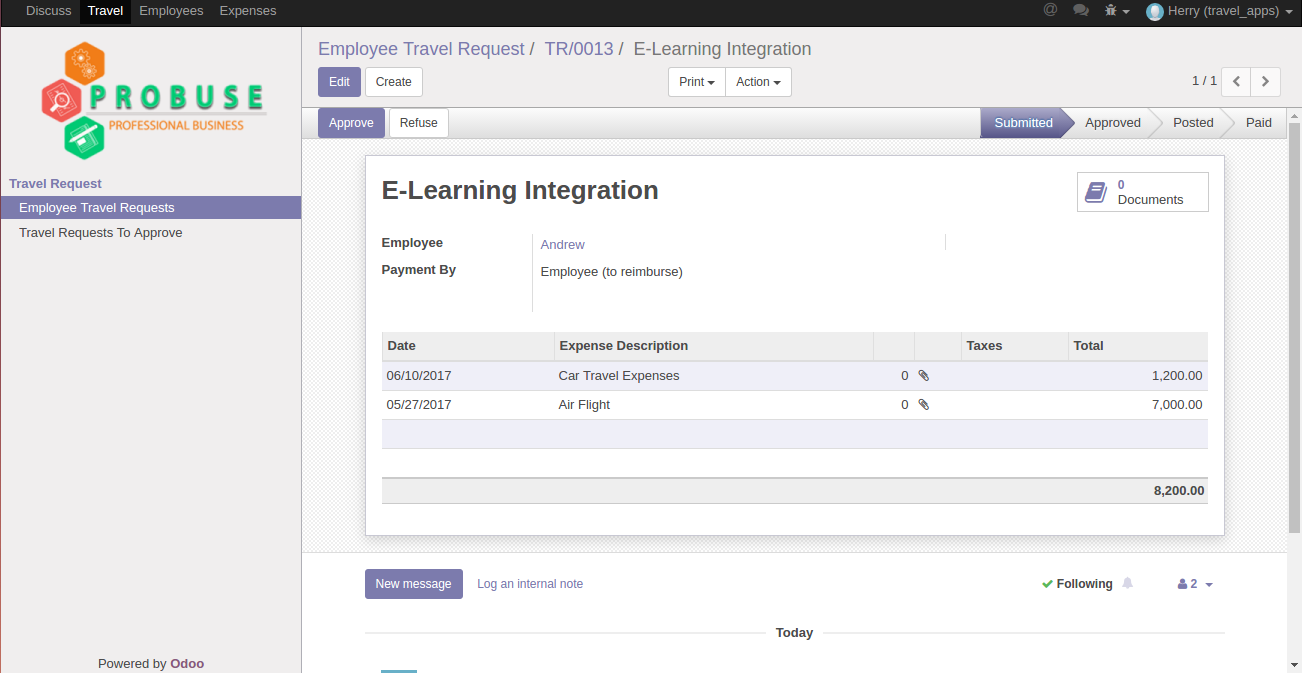 Discuss Travel Employees Expenses @ Herry (travel_apps)
PROBUSE
PROFESSIONAL BUSINESS
Travel Request
Employee Travel Requests
Travel Requests To Approve
Powered by Odoo
Employee Travel Request / TR/0013 / E-Learning Integration
Edit Create Print Action 1 / 1
Approve Refuse Submitted Approved Posted Paid
E-Learning Integration
0
Documents
Employee Andrew
Payment By Employee (to reimburse)
Date Expense Description Taxes Total
06/10/2017 Car Travel Expenses 0 1,200.00
05/27/2017 Air Flight 0 7,000.00
8,200.00
New message Log an internal note Following 2
Today